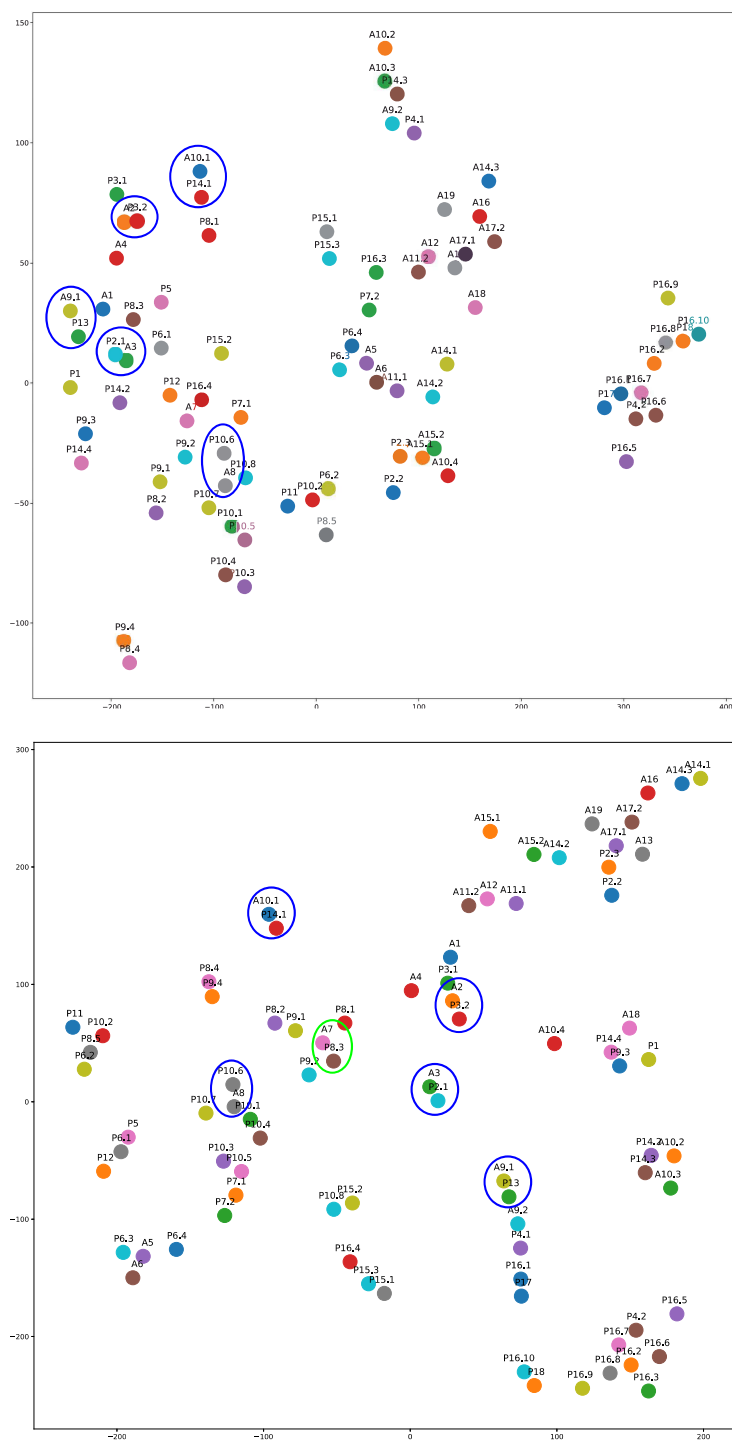 150
A10.2
A10.3
P14.3
A9.2
P4.1
100
A10.1
P14.1
P3.1
A14.3
A2
P3.2
P8.1
A19
A16
P15.1
A17.2
A4
P15.3
A12
A17.1
50
P16.3
A11.2
A1
P16.9
A9.1
A1
P5
P7.2
A18
P13
P8.3
P16.10
P18
P2.1
A3
P6.1
P15.2
P6.4
P16.8
P6.3
A5
A14.1
P16.2
0
P1
P14.2
P12
P16.4
A6
A11.1
A14.2
P17
P16.1
P16.7
P9.3
A7
P7.1
P4.2
P16.6
P14.4
P9.2
P10.6
P2.3
A15.1
A15.2
P16.5
P9.1
A8
P10.8
P6.2
A10.4
−50
P8.2
P10.7
P11
P10.2
P2.2
P10.1
P10.5
P8.5
P10.4
P10.3
−100
P9.4
P8.4
−200
−100
0
100
200
300
400
300
A14.1
A14.3
A16
A19
A17.2
A15.1
A17.1
A13
200
A15.2
A14.2
P2.3
P2.2
A12
A11.2
A11.1
A10.1
P14.1
A1
P3.1
100
P8.4
P9.4
A4
A2
P3.2
P11
P10.2
P8.2
P9.1
P8.1
A18
P8.5
A7
A10.4
P14.4
P1
P6.2
P8.3
P9.3
P9.2
0
P10.6
A3
A8
P2.1
P10.7
P10.1
P5
P10.4
P6.1
P12
P10.3
P10.5
P14.2
A10.2
P7.1
A9.1
P14.3
A10.3
P13
P7.2
P10.8
P15.2
−100
A9.2
P6.3
A5
P6.4
P4.1
A6
P16.4
P16.1
P15.3
P15.1
P17
P16.5
−200
P4.2
P16.7
P16.6
P16.10
P16.8
P16.2
P18
P16.9
P16.3
−200
−100
0
100
200